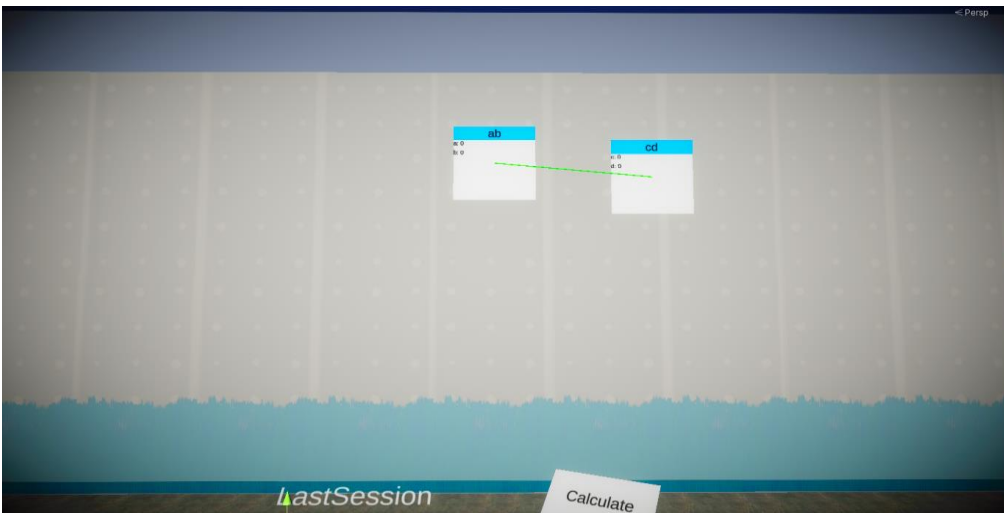 < Persp
ab
a: 0
b: 0
cd
c: 0
d: 0
LastSession
Calculate